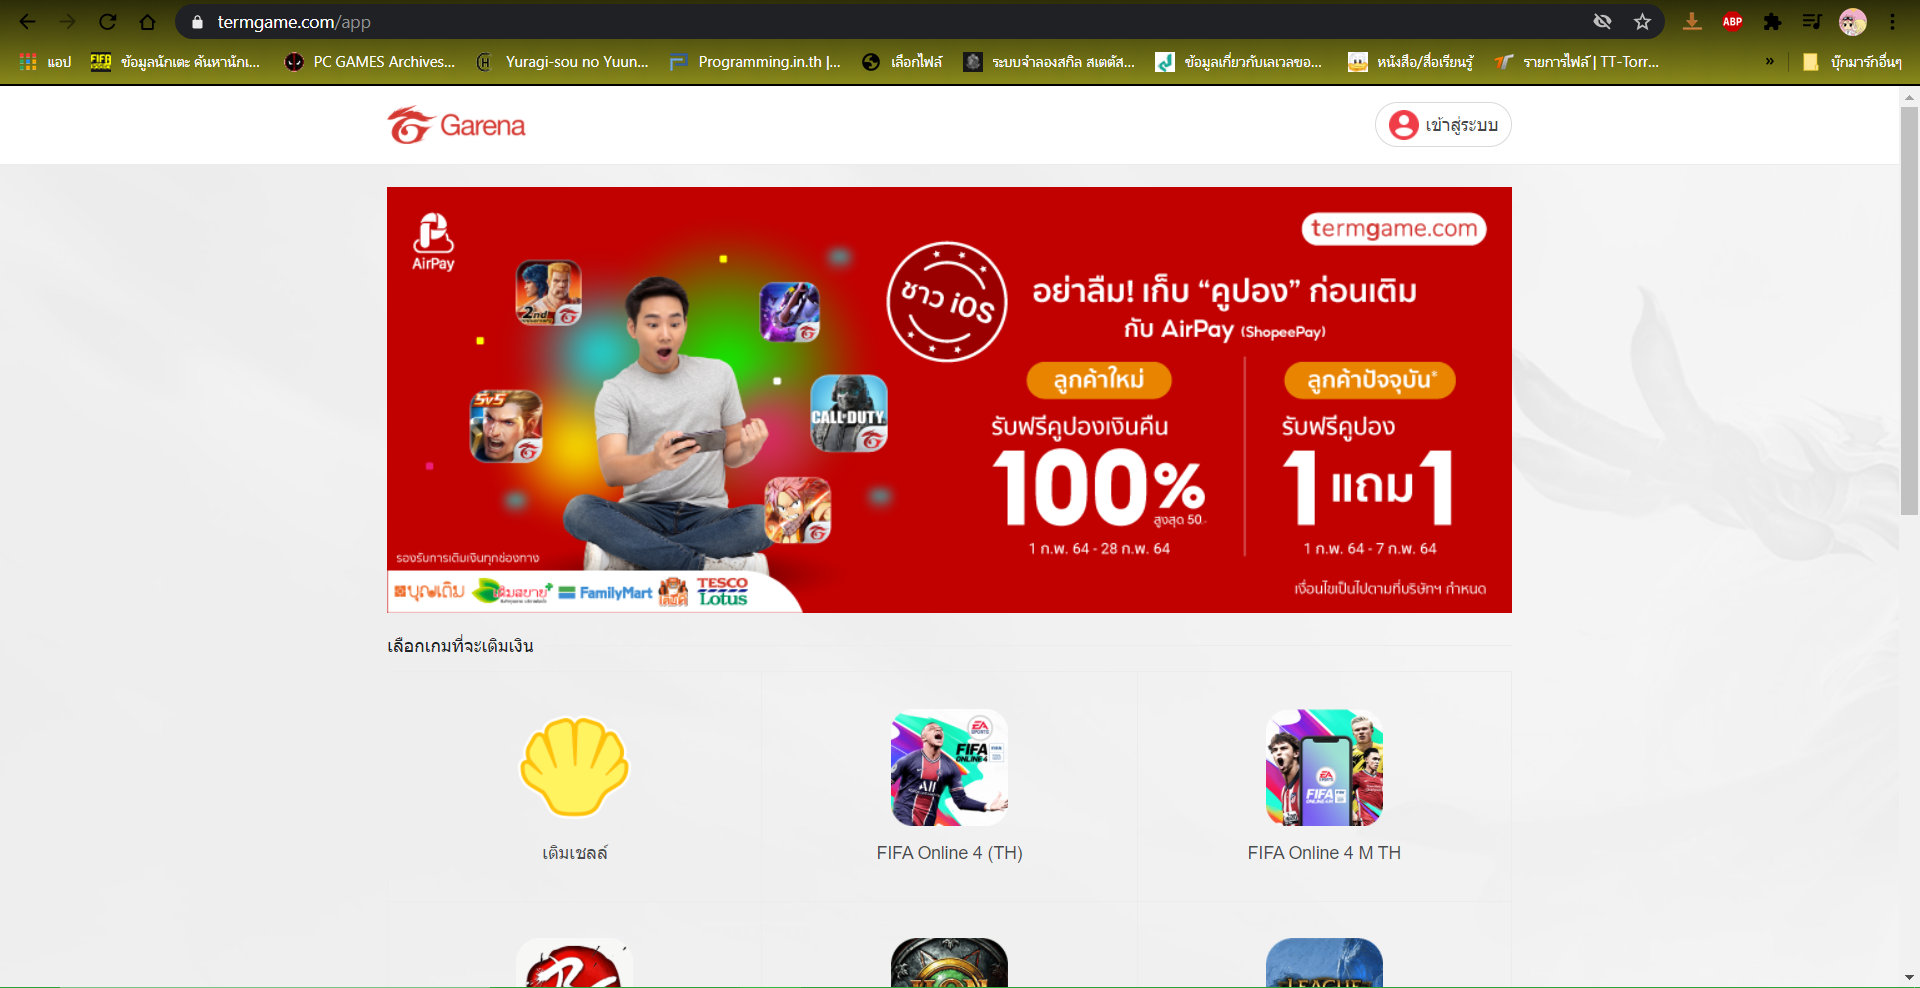 termgame.com/app
ABP
แอป
ข้อมูลนักเตะ ค้นหานักเ...
PC GAMES Archives...
Yuragi-sou no Yuun...
Programming.in.th |...
เลือกไฟล์
ระบบจำลองสกิล สเตตัส...
ข้อมูลเกี่ยวกับเลเวลขอ...
หนังสือ/สื่อเรียนรู้
รายการไฟล์ | TT-Torr...
»
บุ๊กมาร์กอื่นๆ
Garena
เข้าสู่ระบบ
AirPay
termgame.com
ชาว iOS
อย่าลืม! เก็บ “คูปอง” ก่อนเติม
กับ AirPay (ShopeePay)
ลูกค้าใหม่
รับฟรีคูปองเงินคืน
100%
สูงสุด 50.-
1 ก.พ. 64 - 28 ก.พ. 64
ลูกค้าปัจจุบัน*
รับฟรีคูปอง
1 แถม 1
1 ก.พ. 64 - 7 ก.พ. 64
เงื่อนไขเป็นไปตามที่บริษัทฯ กำหนด
2nd
5v5
CALL OF DUTY
รองรับการเติมเงินทุกช่องทาง
บุญเติม
เติมสบาย+
FamilyMart
TESCO
Lotus
เลือกเกมที่จะเติมเงิน
EA
SPORTS
FIFA
ONLINE 4
EA
SPORTS
FIFA
เติมเชลล์
FIFA Online 4 (TH)
FIFA Online 4 M TH
HON
LEAGUE